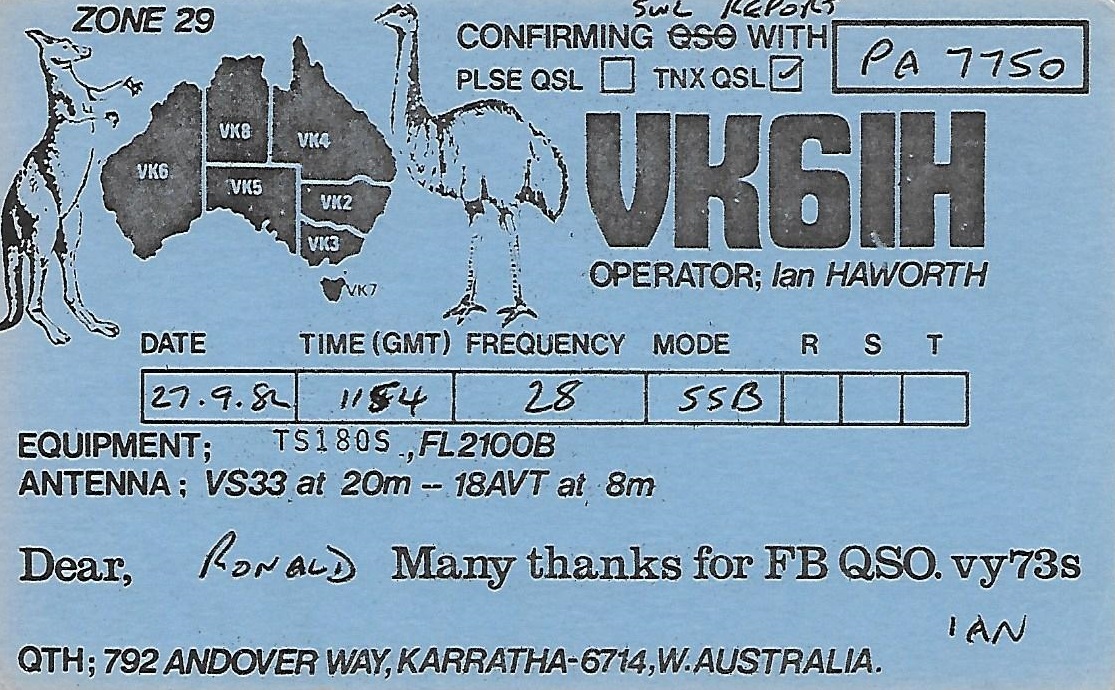 ZONE 29
SWL REPORT
CONFIRMING QSO WITH
PA 7750
PLSE QSL TNX QSL ✓
VK6
VK8
VK4
VK5
VK2
VK3
VK7
VK6IH
OPERATOR; Ian HAWORTH
DATE TIME (GMT) FREQUENCY MODE R S T
27.9.82 1154 28 SSB
EQUIPMENT; TS180S.,FL2100B
ANTENNA; VS33 at 20m – 18AVT at 8m
Dear, RONALD Many thanks for FB QSO. vy73s
IAN
QTH; 792 ANDOVER WAY, KARRATHA-6714, W. AUSTRALIA.